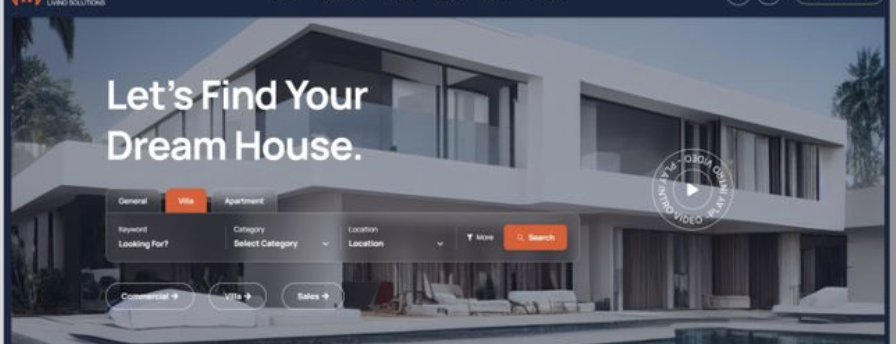 LIVING SOLUTIONS
Let's Find Your
Dream House.
General Villa Apartment
Keyword Category Location
Looking For? Select Category Location More Search
PLAY INTRO VIDEO - PLAY INTRO VIDEO -
Commercial → Villa → Sales →